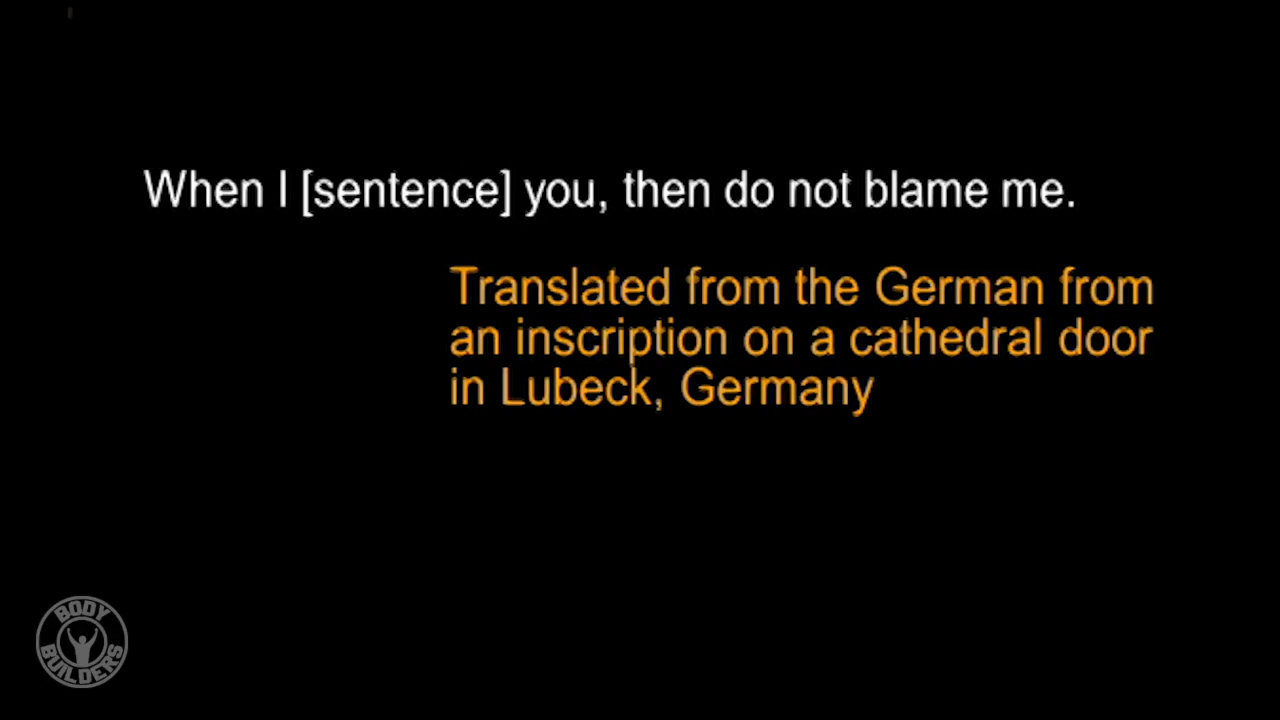 When I [sentence] you, then do not blame me.
Translated from the German from
an inscription on a cathedral door
in Lubeck, Germany
BODY
BUILDERS